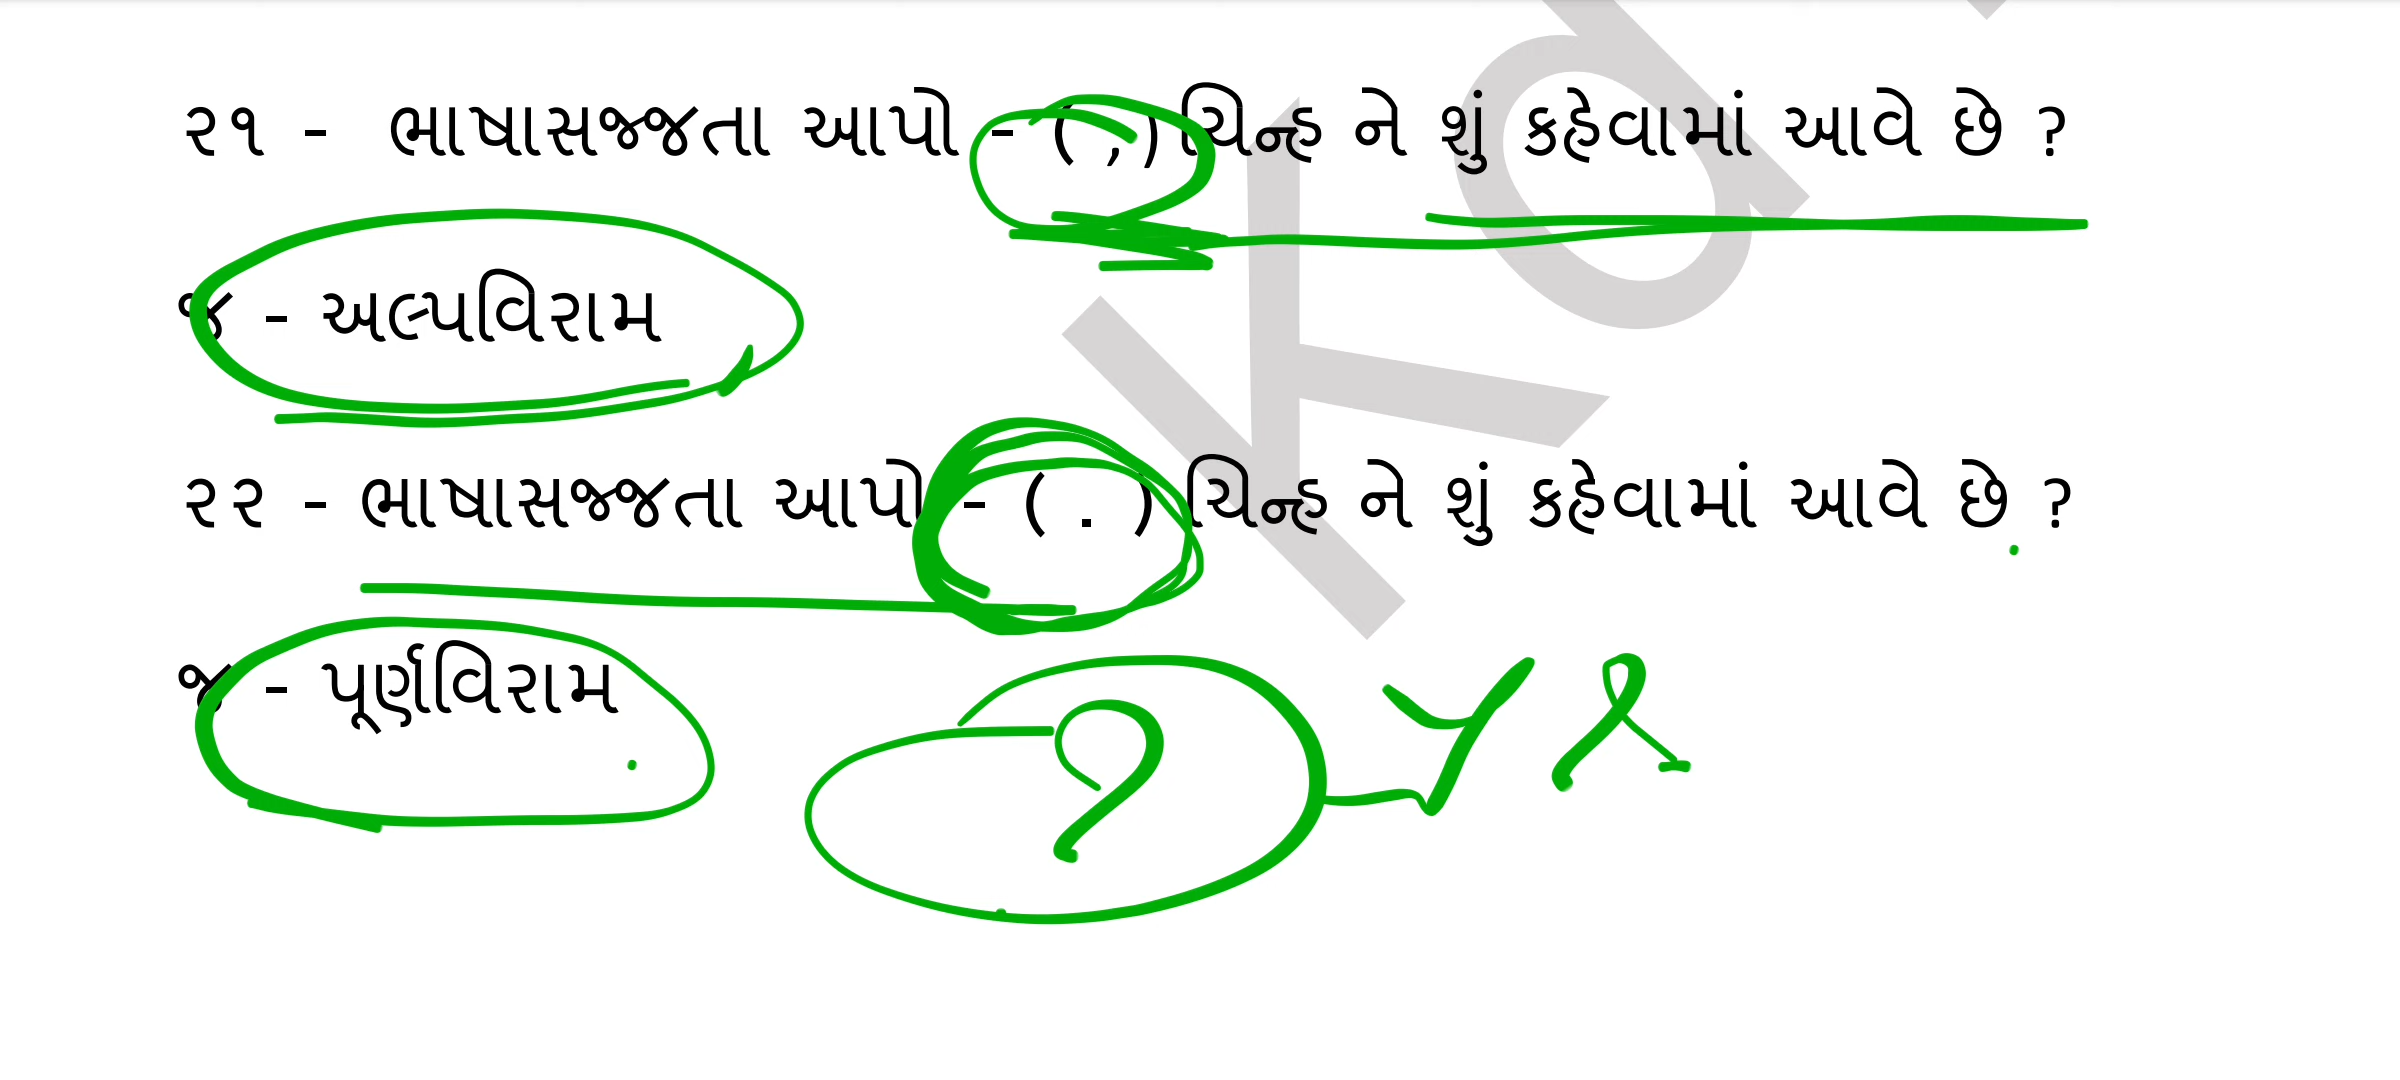 ૨૧ - ભાષાસજ્જતા આપો - ( , ) ચિન્હ ને શું કહેવામાં આવે છે ?
જ - અલ્પવિરામ
૨૨ - ભાષાસજ્જતા આપો - ( . ) ચિન્હ ને શું કહેવામાં આવે છે ?
જ - પૂર્ણવિરામ
?